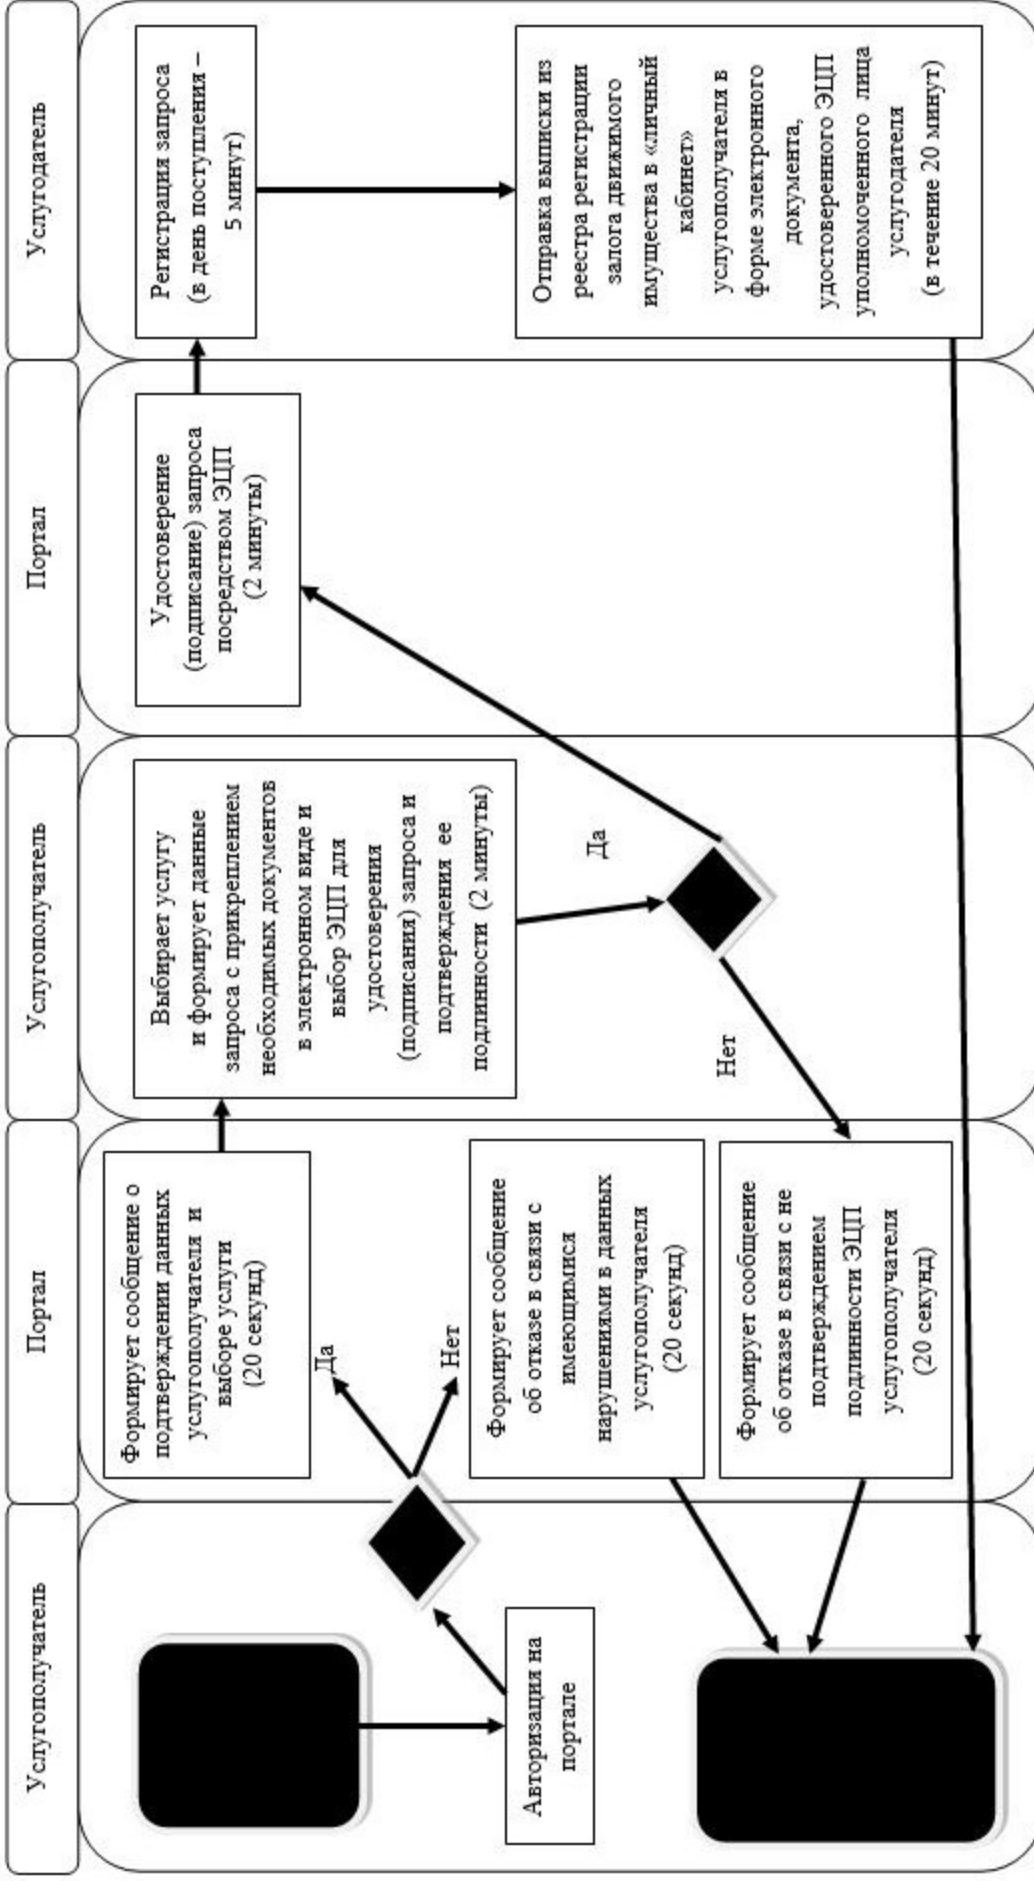 Услугополучатель
Портал
Услугополучатель
Портал
Услугодатель
Авторизация на
портале
Формирует сообщение о
подтверждении данных
услугополучателя и
выборе услуги
(20 секунд)
Да
Нет
Формирует сообщение
об отказе в связи с
имеющимися
нарушениями в данных
услугополучателя
(20 секунд)
Формирует сообщение
об отказе в связи с не
подтверждением
подлинности ЭЦП
услугополучателя
(20 секунд)
Выбирает услугу
и формирует данные
запроса с прикреплением
необходимых документов
в электронном виде и
выбор ЭЦП для
удостоверения
(подписания) запроса и
подтверждения ее
подлинности (2 минуты)
Да
Нет
Удостоверение
(подписание) запроса
посредством ЭЦП
(2 минуты)
Регистрация запроса
(в день поступления –
5 минут)
Отправка выписки из
реестра регистрации
залога движимого
имущества в «личный
кабинет»
услугополучателя в
форме электронного
документа,
удостоверенного ЭЦП
уполномоченного лица
услугодателя
(в течение 20 минут)